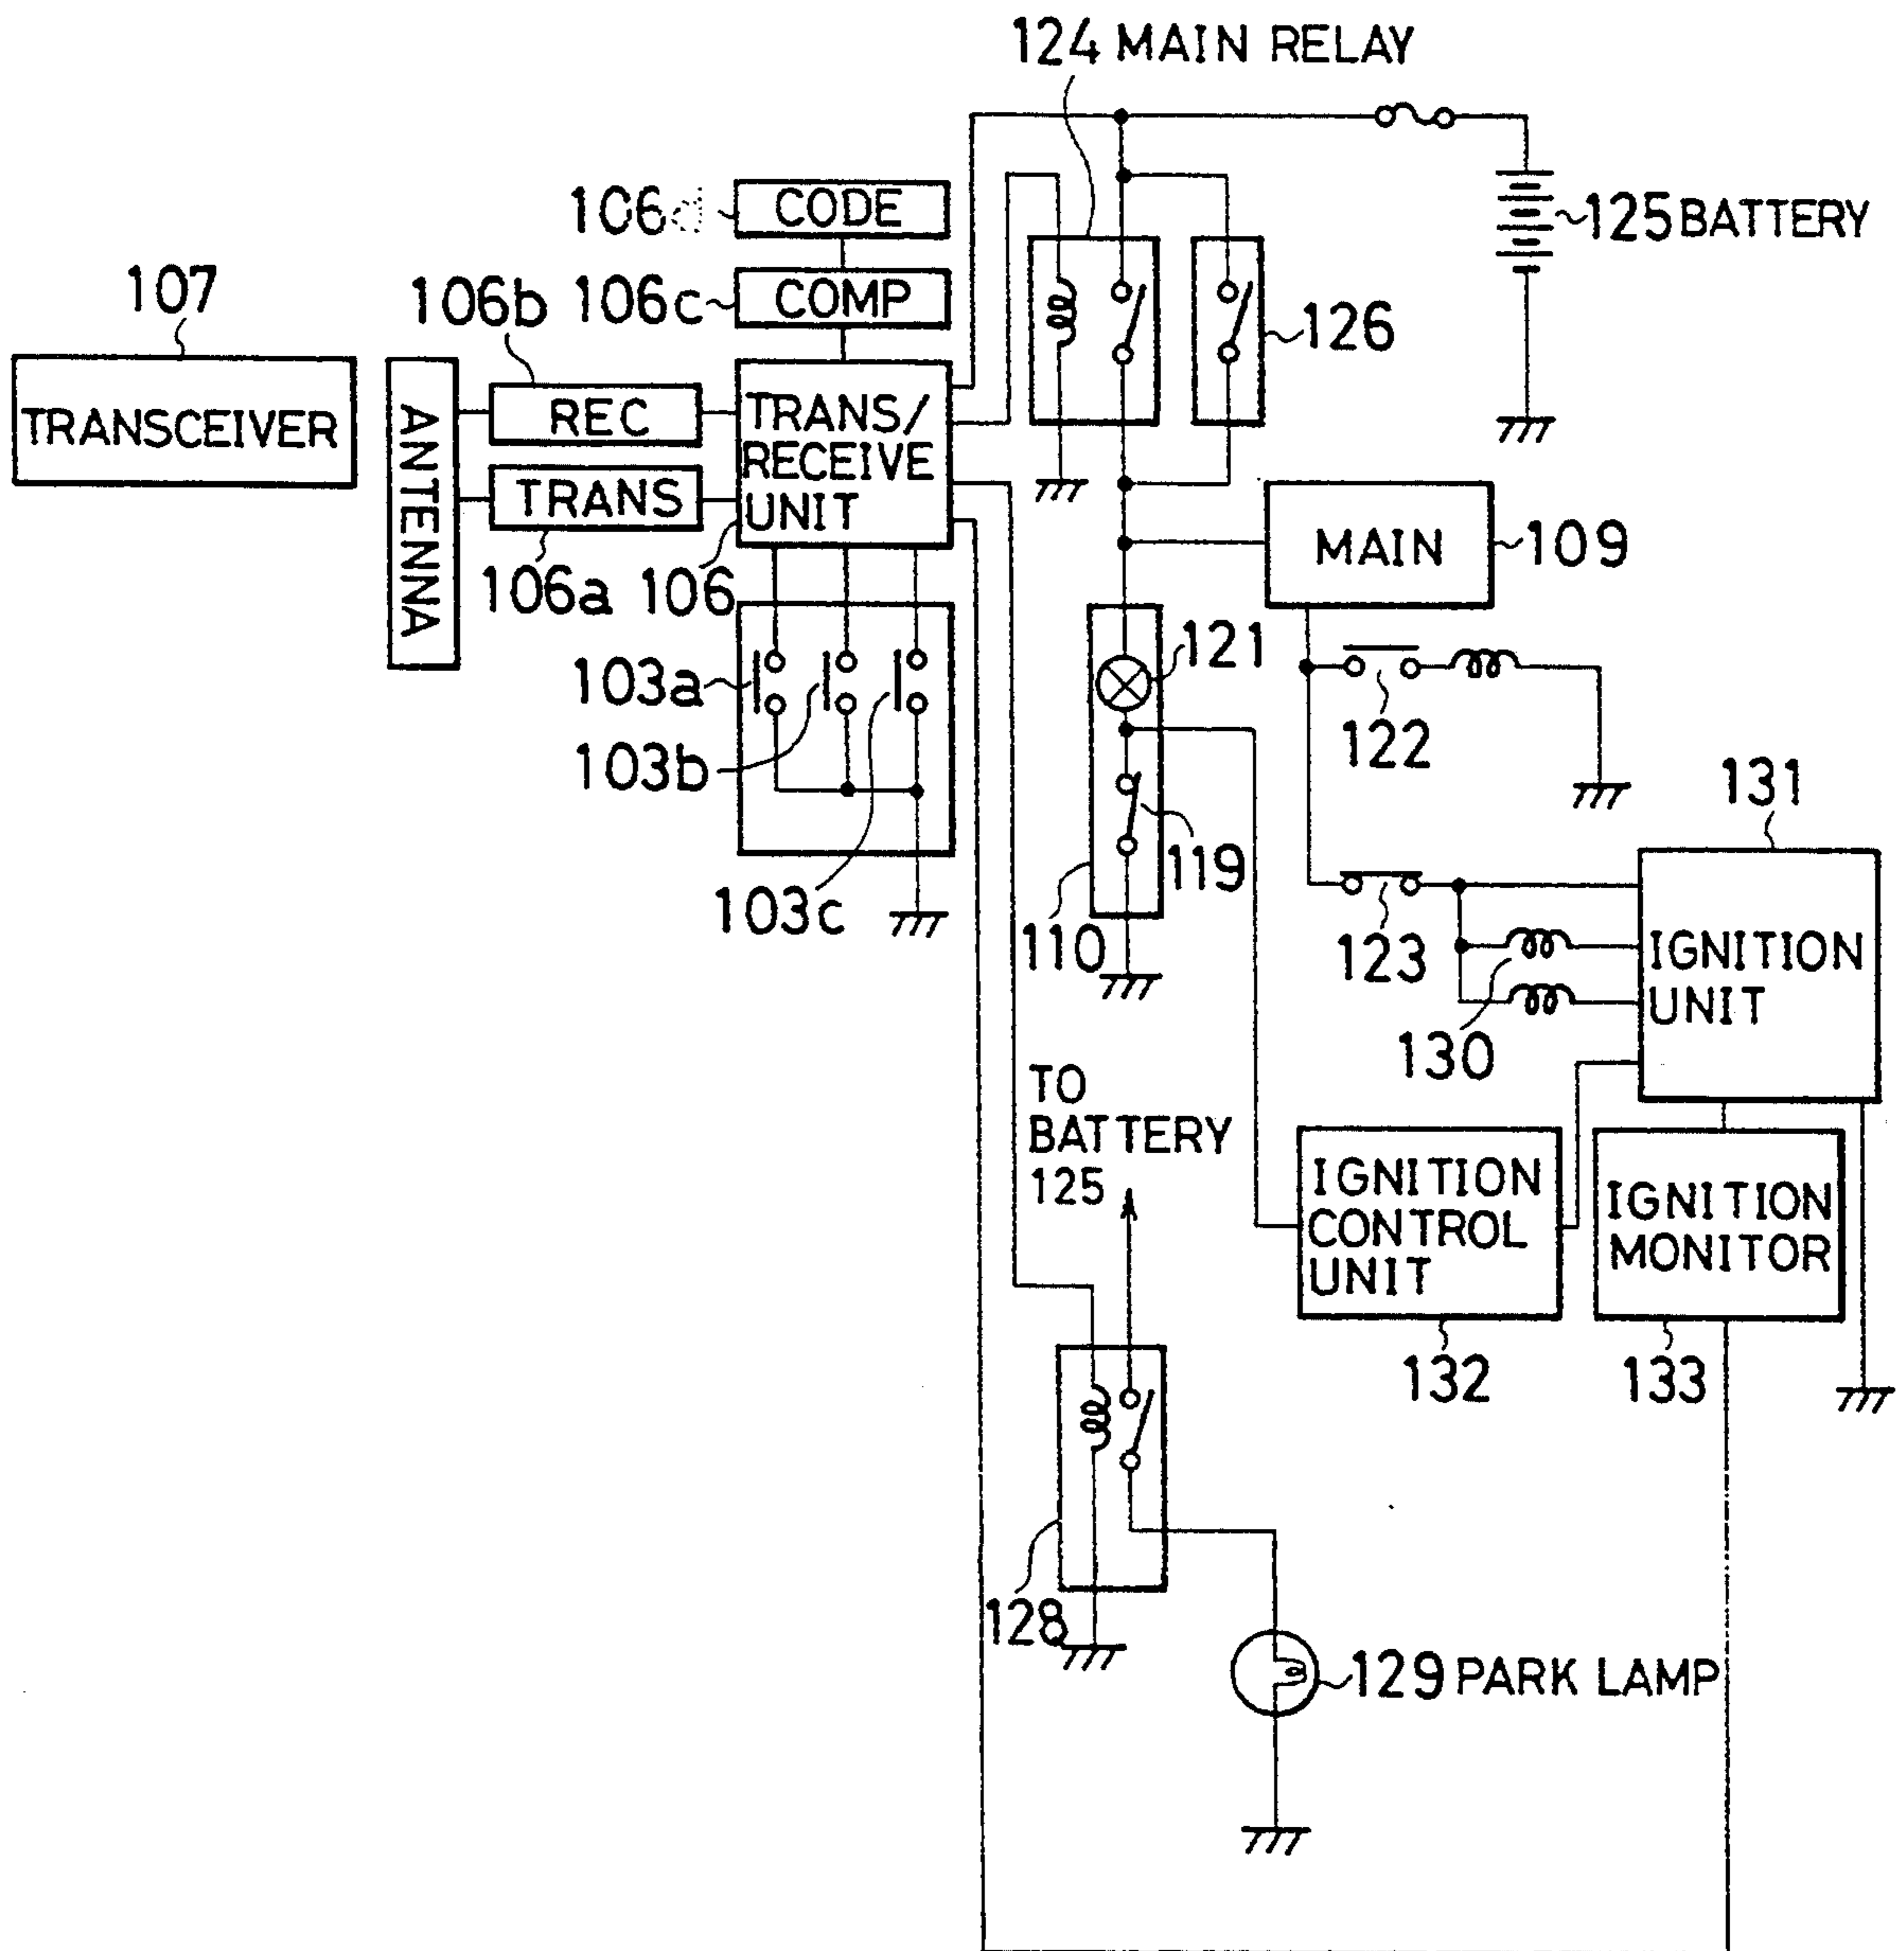 124 MAIN RELAY
106 CODE
125 BATTERY
107
106b
106c
COMP
126
TRANSCEIVER
ANTENNA
REC
TRANS/
RECEIVE
UNIT
TRANS
106a
106
MAIN
109
121
103a
103b
122
131
119
103c
110
123
IGNITION
UNIT
130
TO
BATTERY
125
IGNITION
CONTROL
UNIT
IGNITION
MONITOR
132
133
128
129 PARK LAMP